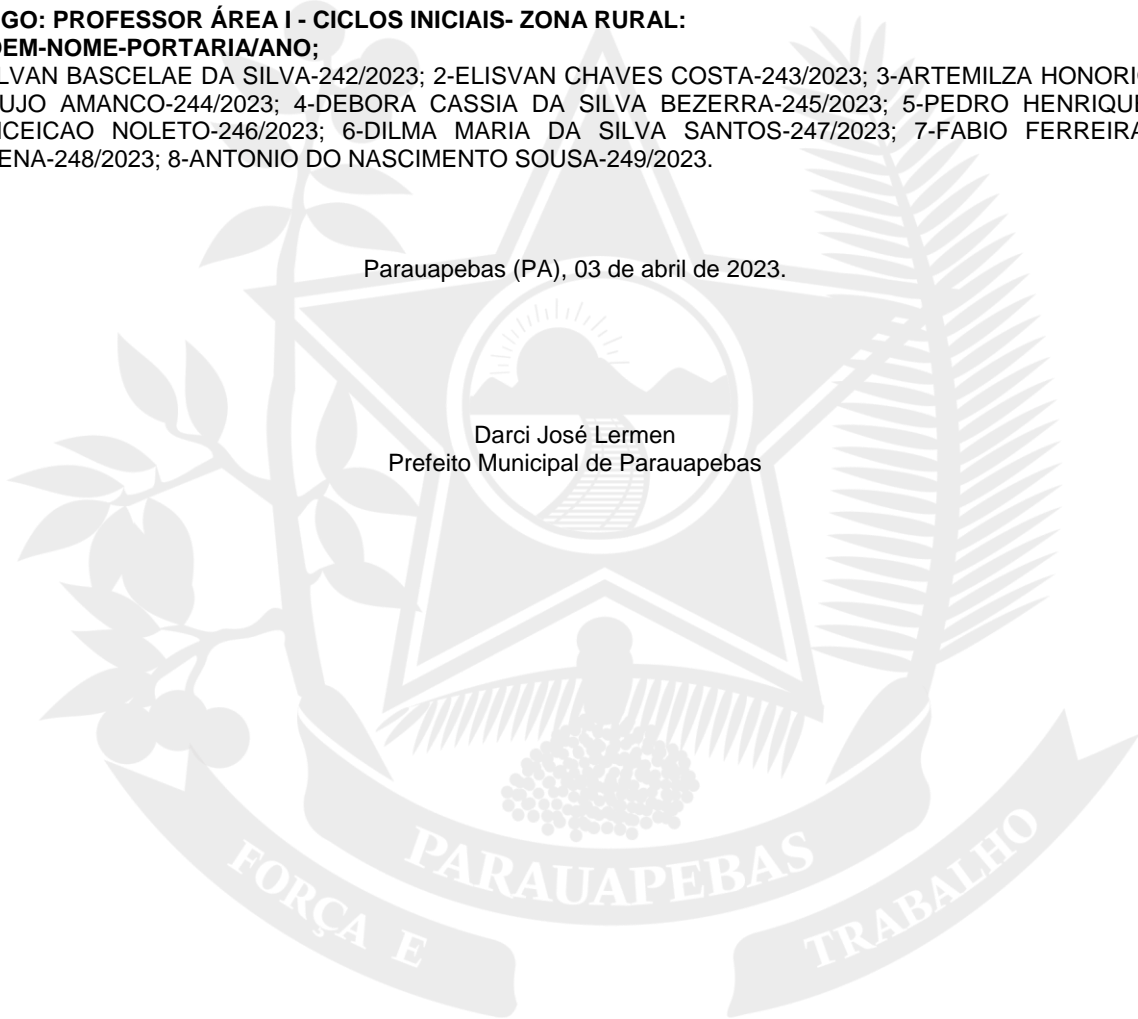 GO: PROFESSOR ÁREA I - CICLOS INICIAIS- ZONA RURAL:
DEM-NOME-PORTARIA/ANO;
LVAN BASCELAE DA SILVA-242/2023; 2-ELISVAN CHAVES COSTA-243/2023; 3-ARTEMILZA HONORI
UJO AMANCO-244/2023; 4-DEBORA CASSIA DA SILVA BEZERRA-245/2023; 5-PEDRO HENRIQU
ICEICAO NOLETO-246/2023; 6-DILMA MARIA DA SILVA SANTOS-247/2023; 7-FABIO FERREIRA
ENA-248/2023; 8-ANTONIO DO NASCIMENTO SOUSA-249/2023.
Parauapebas (PA), 03 de abril de 2023.
Darci José Lermen
Prefeito Municipal de Parauapebas
PARAUAPEBAS
FORÇA E TRABALHO